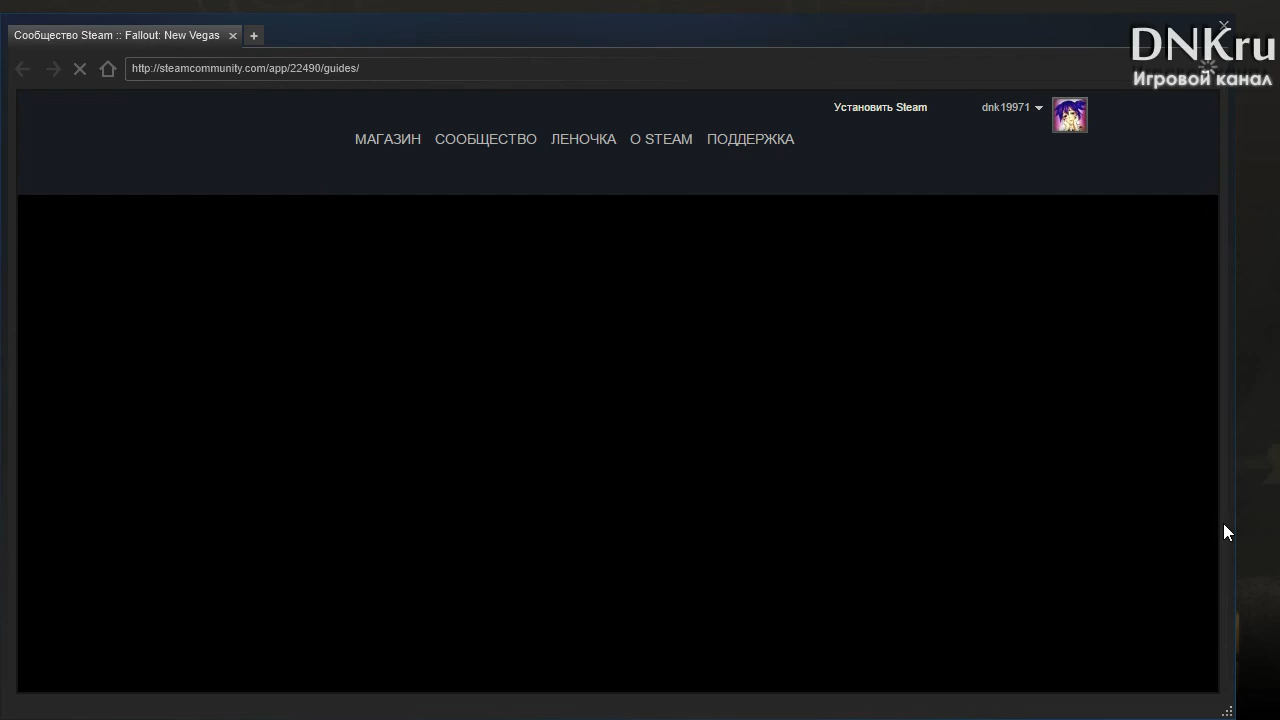 Сообщество Steam :: Fallout: New Vegas
http://steamcommunity.com/app/22490/guides/
DNKru
Игровой канал
Установить Steam dnk19971
МАГАЗИН СООБЩЕСТВО ЛЕНОЧКА О STEAM ПОДДЕРЖКА